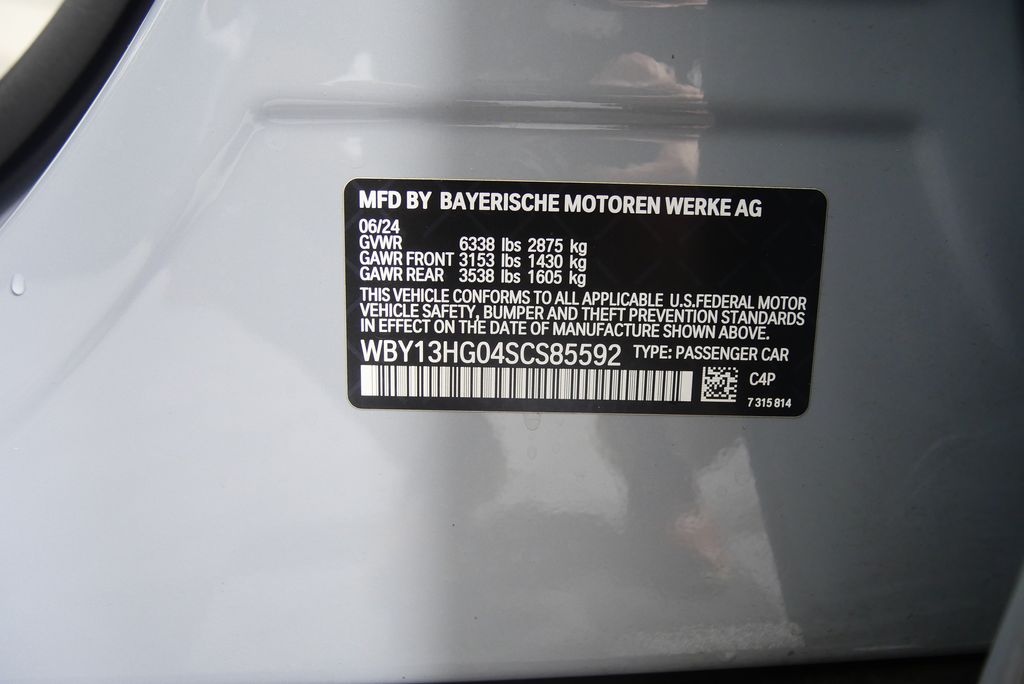 MFD BY BAYERISCHE MOTOREN WERKE AG
06/24
GVWR 6338 lbs 2875 kg
GAWR FRONT 3153 lbs 1430 kg
GAWR REAR 3538 lbs 1605 kg
THIS VEHICLE CONFORMS TO ALL APPLICABLE U.S.FEDERAL MOTOR
VEHICLE SAFETY, BUMPER AND THEFT PREVENTION STANDARDS
IN EFFECT ON THE DATE OF MANUFACTURE SHOWN ABOVE.
WBY13HG04SCS85592 TYPE: PASSENGER CAR
C4P
7 315 814